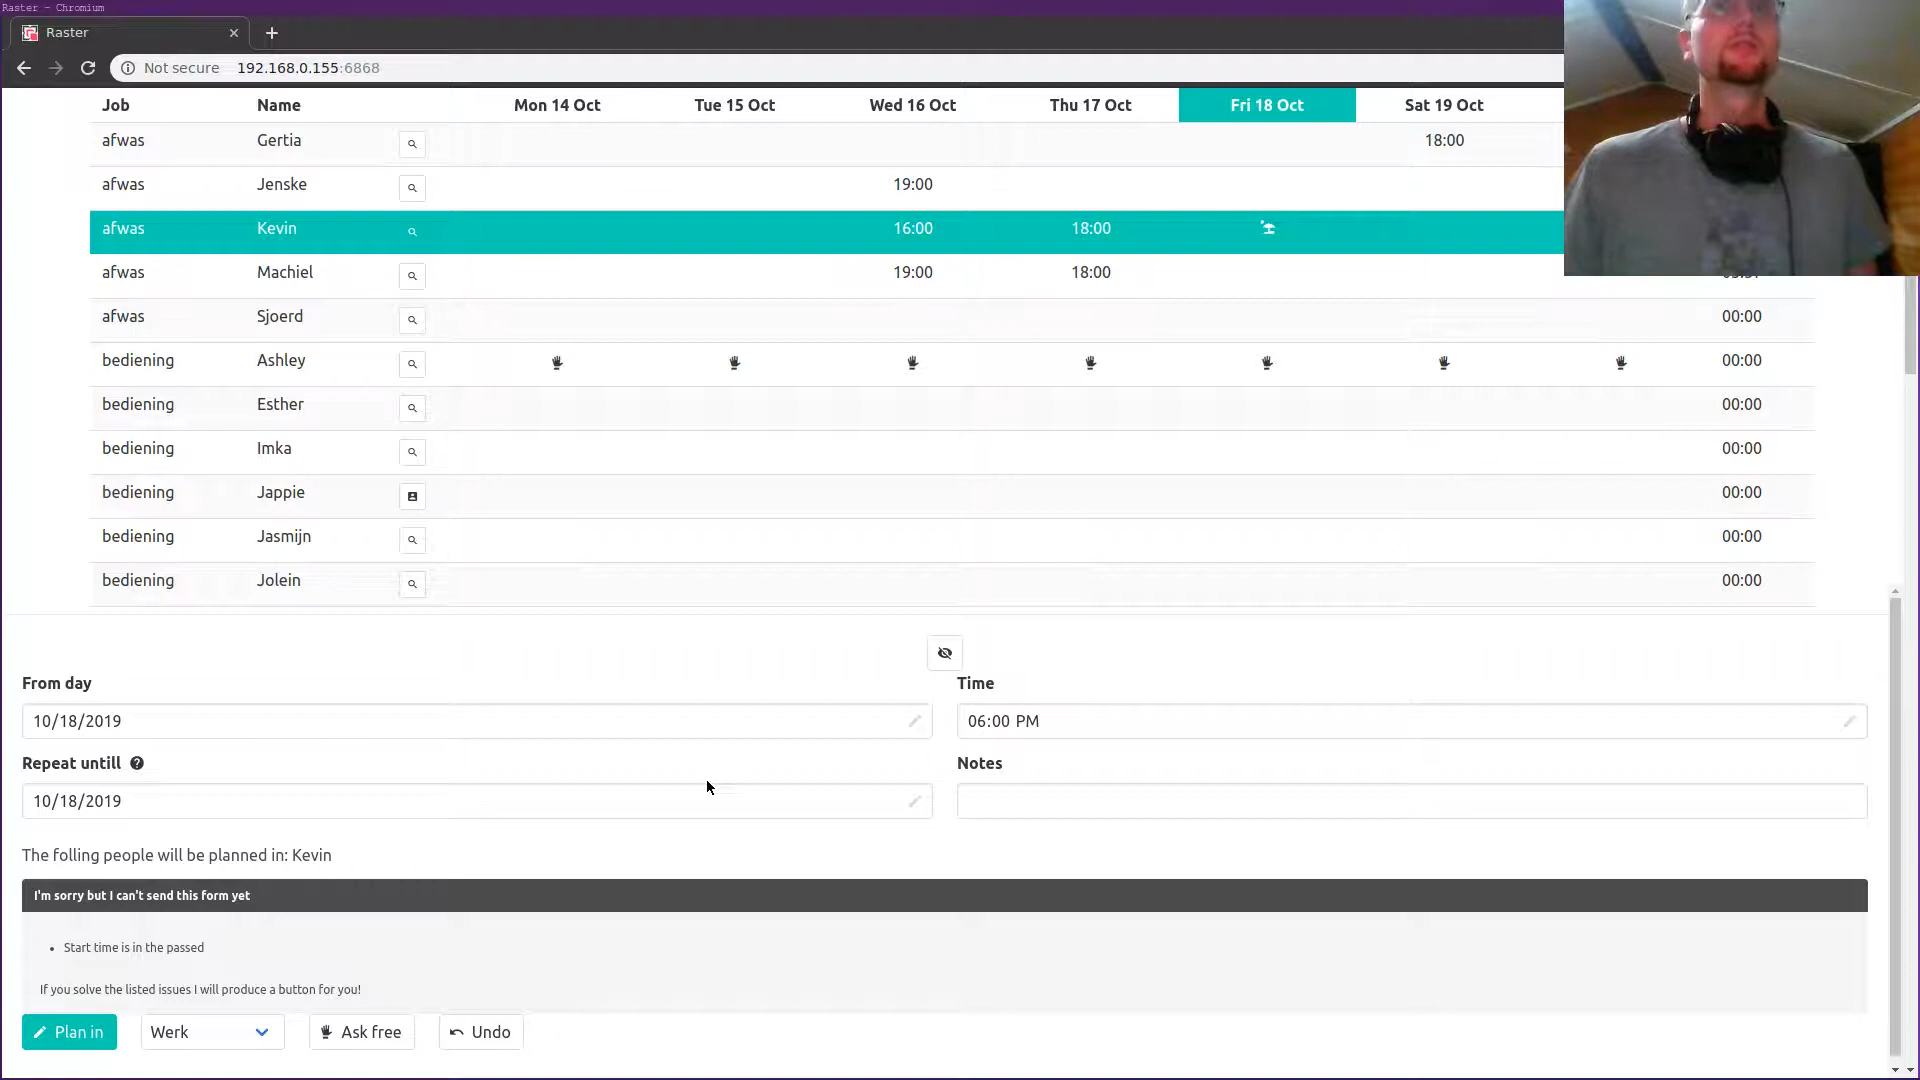 Raster - Chromium
Raster
Not secure 192.168.0.155:6868
Job Name Mon 14 Oct Tue 15 Oct Wed 16 Oct Thu 17 Oct Fri 18 Oct Sat 19 Oct
afwas Gertia 18:00
afwas Jenske 19:00
afwas Kevin 16:00 18:00
afwas Machiel 19:00 18:00
afwas Sjoerd 00:00
bediening Ashley 00:00
bediening Esther 00:00
bediening Imka 00:00
bediening Jappie 00:00
bediening Jasmijn 00:00
bediening Jolein 00:00
From day Time
10/18/2019 06:00 PM
Repeat untill Notes
10/18/2019
The folling people will be planned in: Kevin
I'm sorry but I can't send this form yet
• Start time is in the passed
If you solve the listed issues I will produce a button for you!
Plan in Werk Ask free Undo